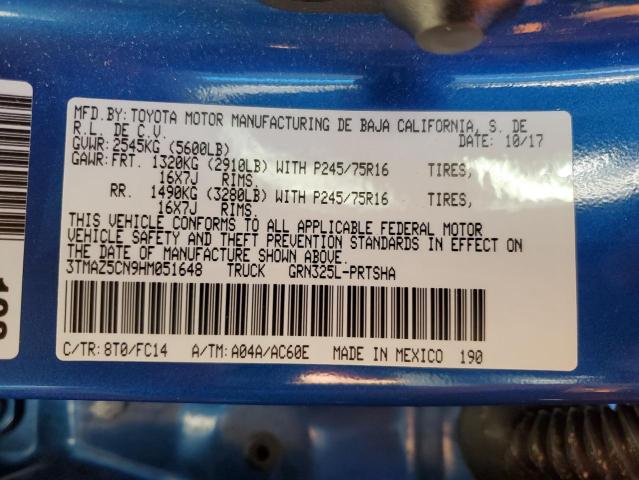 MFD.BY:TOYOTA MOTOR MANUFACTURING DE BAJA CALIFORNIA, S. DE
R.L. DE C.V. DATE: 10/17
GVWR:2545KG (5600LB)
GAWR:FRT. 1320KG (2910LB) WITH P245/75R16 TIRES,
16X7J RIMS.
RR. 1490KG (3280LB) WITH P245/75R16 TIRES,
16X7J RIMS.
THIS VEHICLE CONFORMS TO ALL APPLICABLE FEDERAL MOTOR
VEHICLE SAFETY AND THEFT PREVENTION STANDARDS IN EFFECT ON
THE DATE OF MANUFACTURE SHOWN ABOVE.
3TMAZ5CN9HM051648 TRUCK GRN325L-PRTSHA
C/TR:8T0/FC14 A/TM:A04A/AC60E MADE IN MEXICO 190